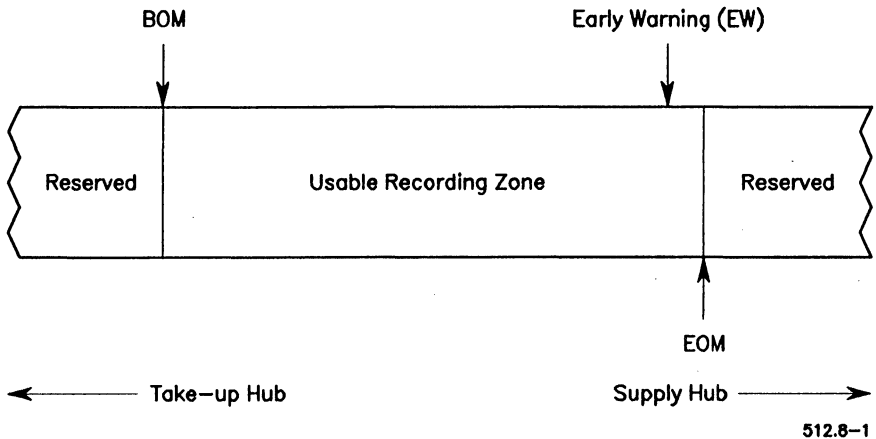 BOM
Early Warning (EW)
Reserved
Usable Recording Zone
Reserved
EOM
Take-up Hub
Supply Hub
512.8-1